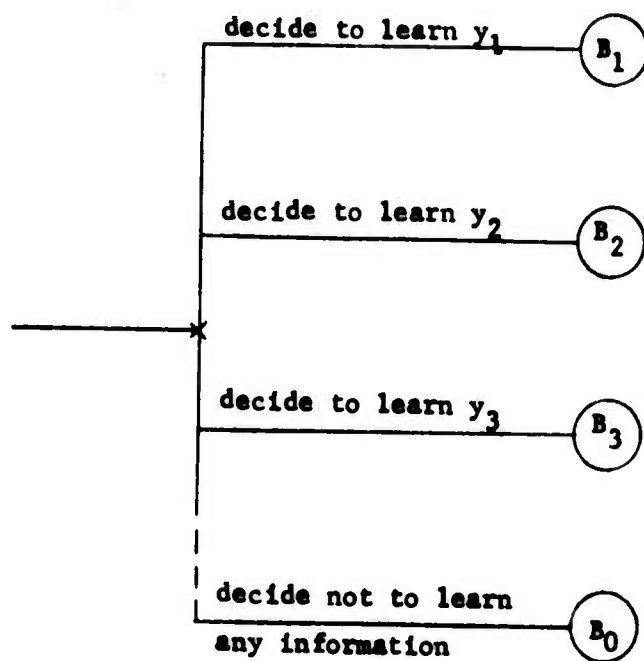 decide to learn y₁ B₁
decide to learn y₂ B₂
decide to learn y₃ B₃
decide not to learn
any information B₀